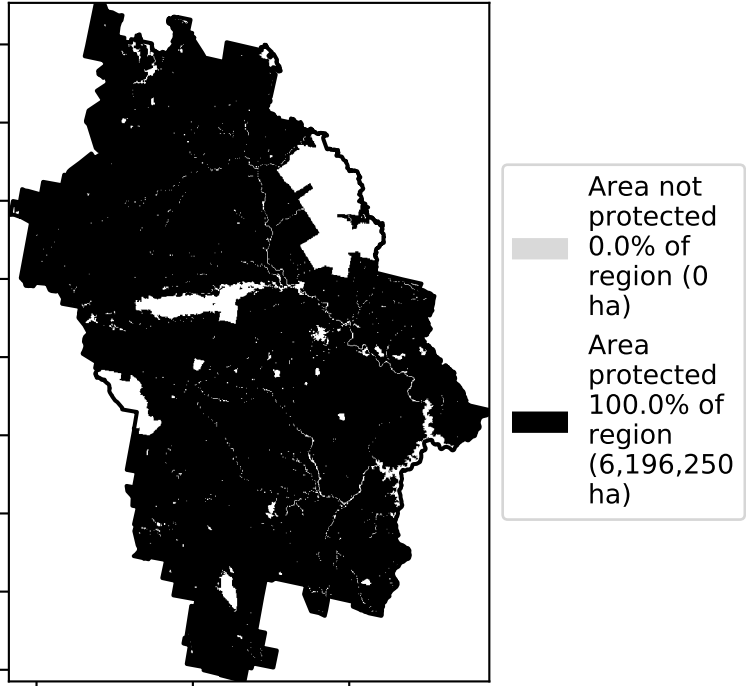 Area not
protected
0.0% of
region (0
ha)
Area
protected
100.0% of
region
(6,196,250
ha)